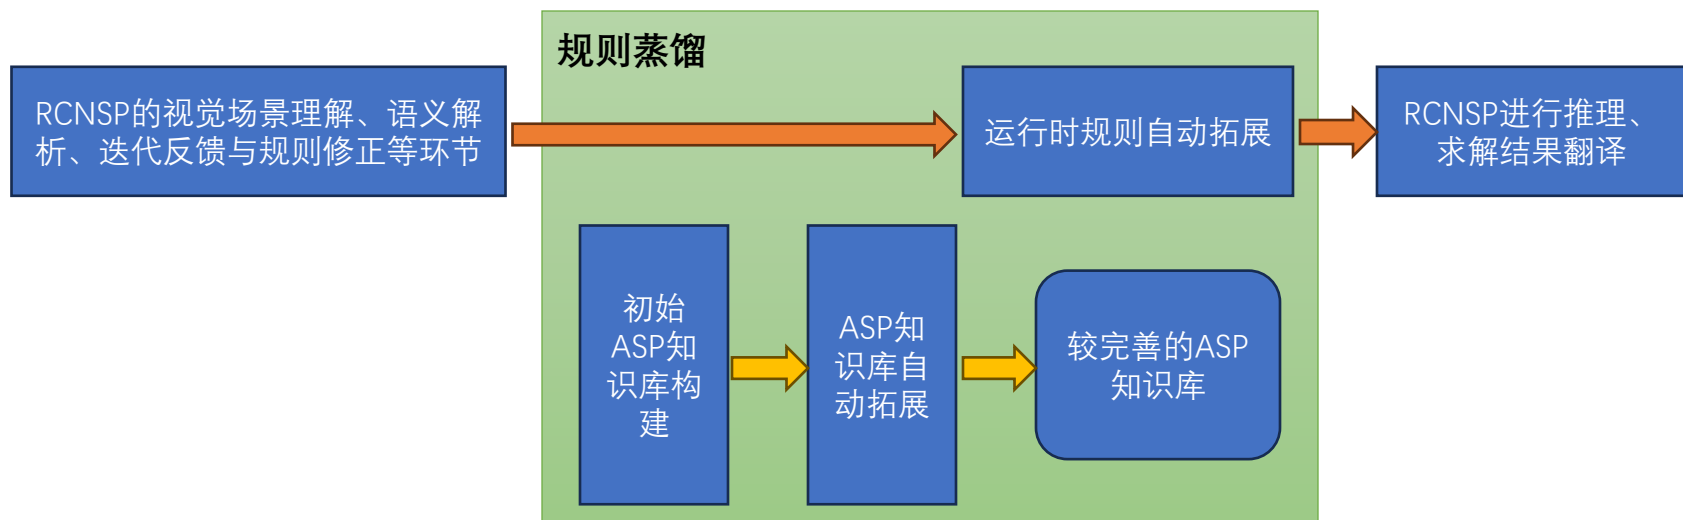 规则蒸馏
RCNSP的视觉场景理解、语义解
析、迭代反馈与规则修正等环节
运行时规则自动拓展
RCNSP进行推理、
求解结果翻译
初始
ASP知
识库构
建
ASP知
识库自
动拓展
较完善的ASP
知识库